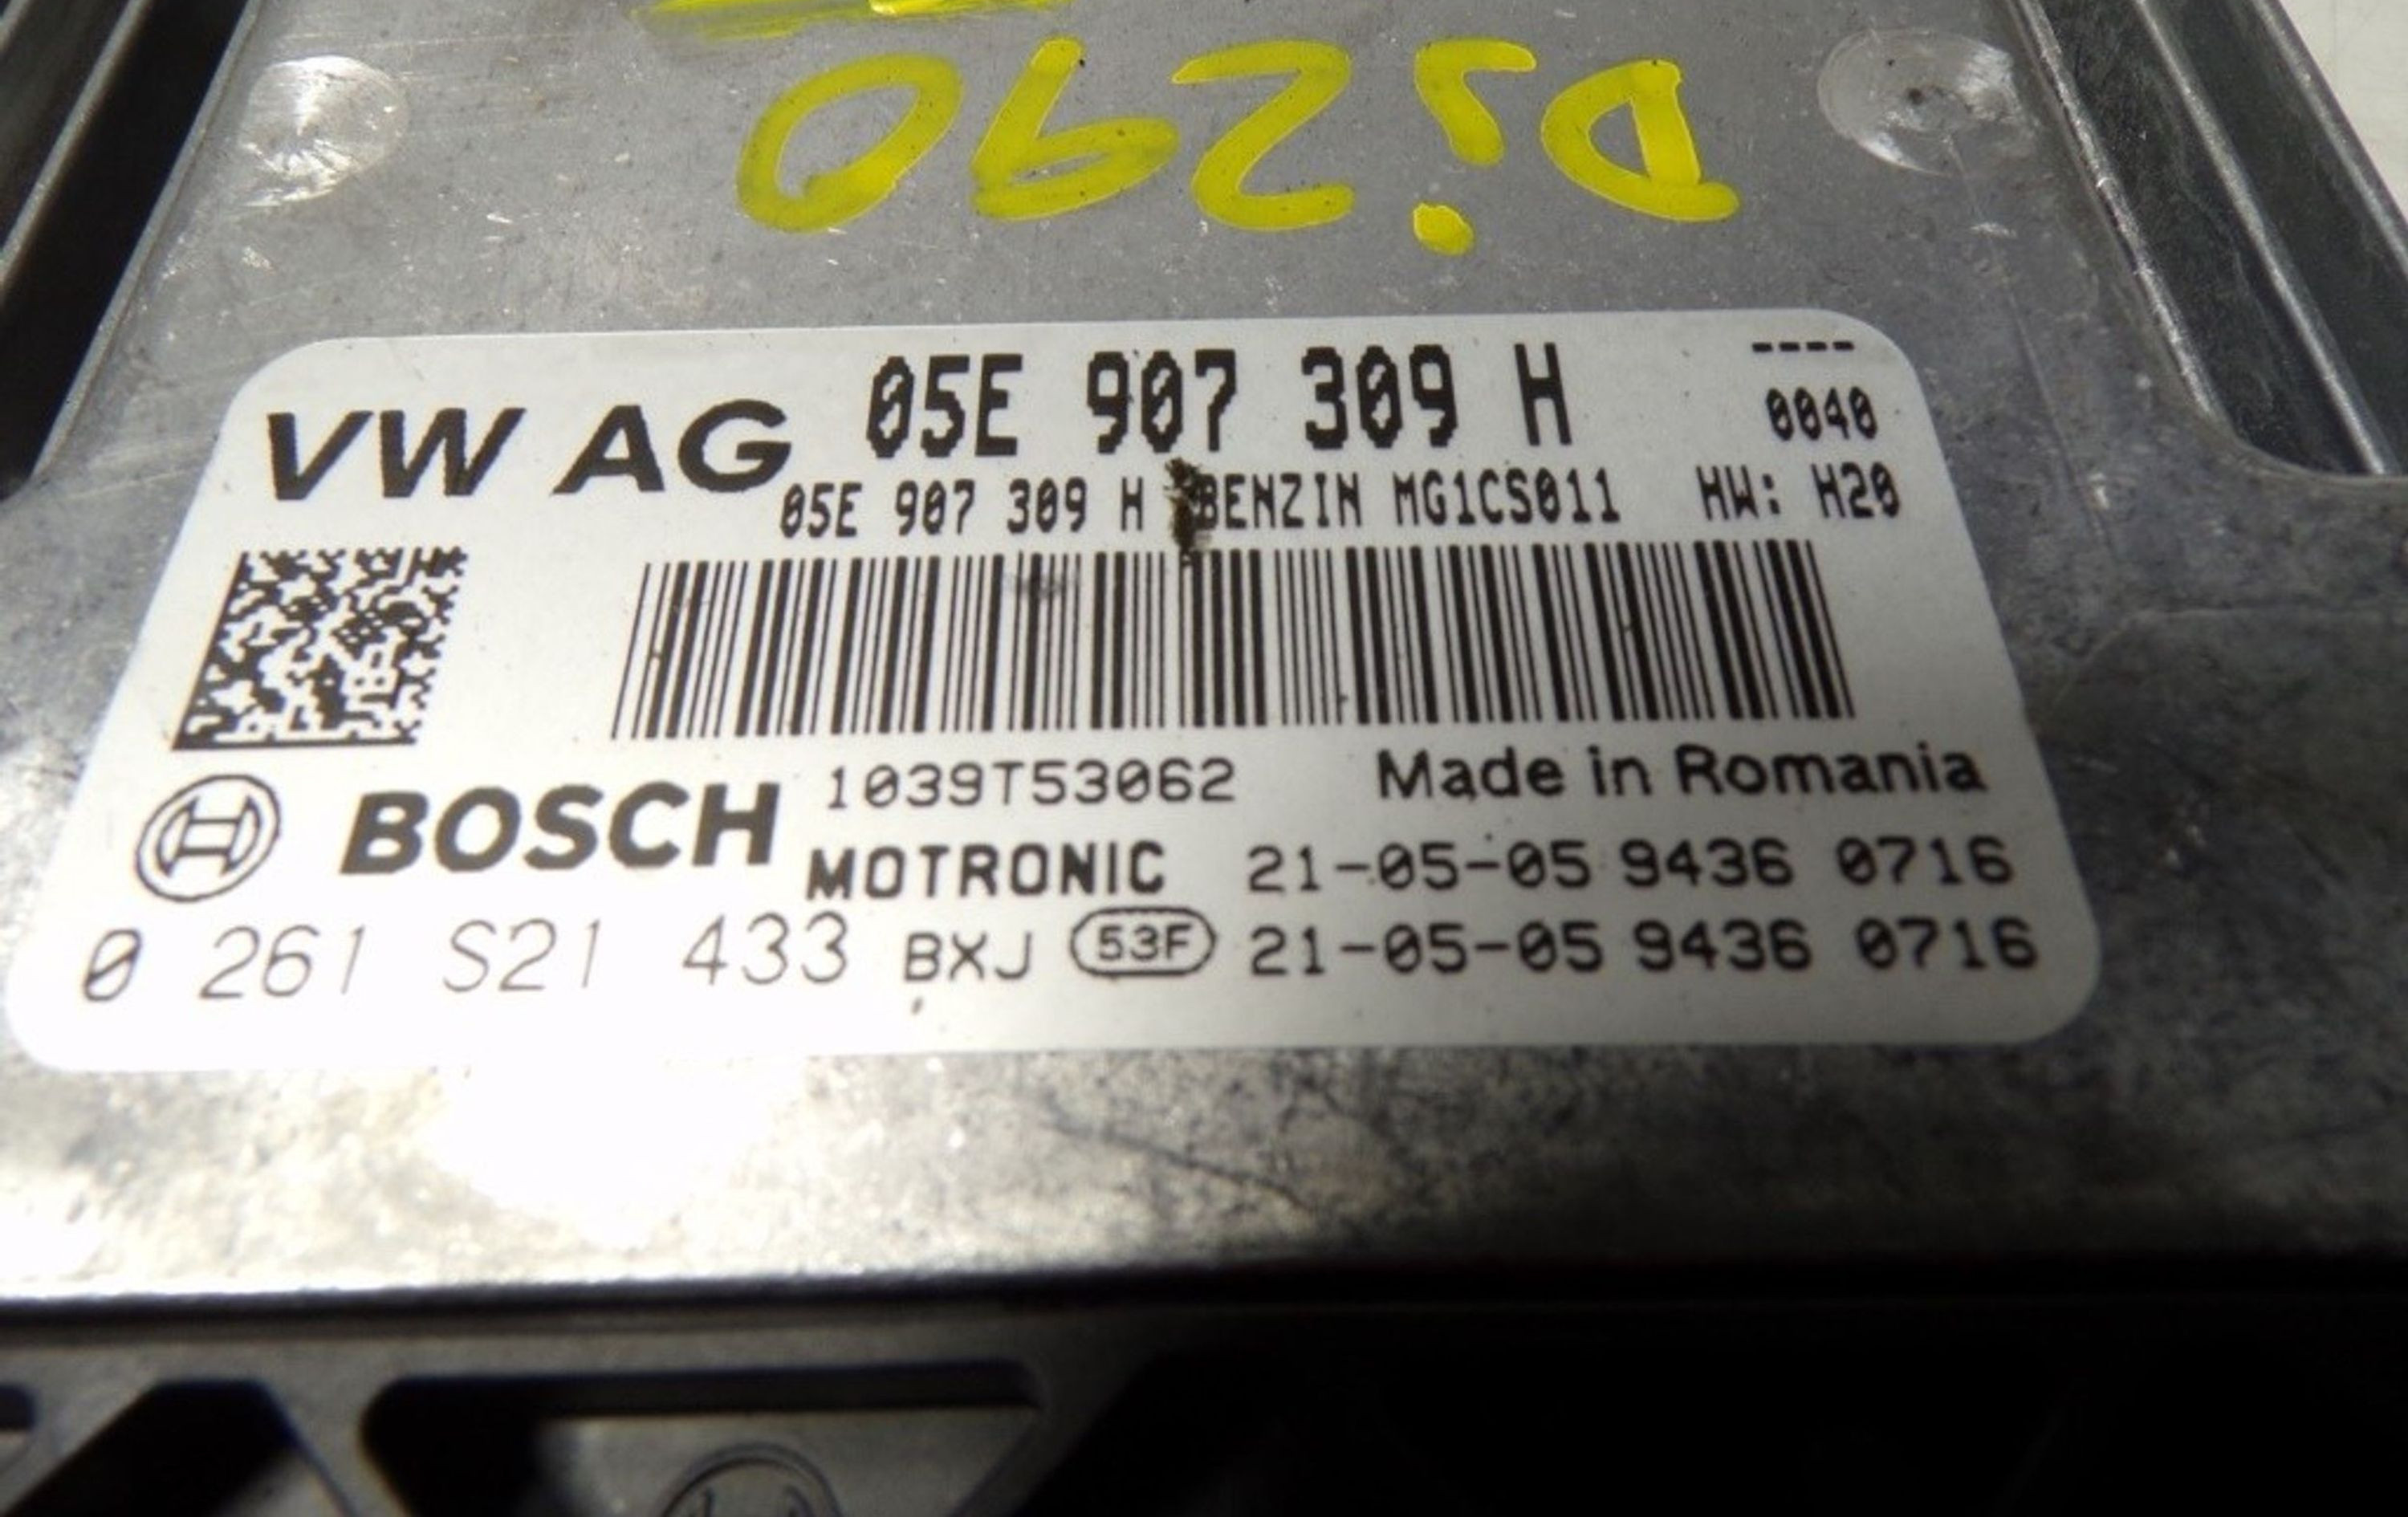 Di290
VW AG 05E 907 309 H ----
0040
05E 907 309 H BENZIN MG1CS011 HW: H20
BOSCH 1039T53062 Made in Romania
MOTRONIC 21-05-05 9436 0716
0 261 S21 433 BXJ 53F 21-05-05 9436 0716